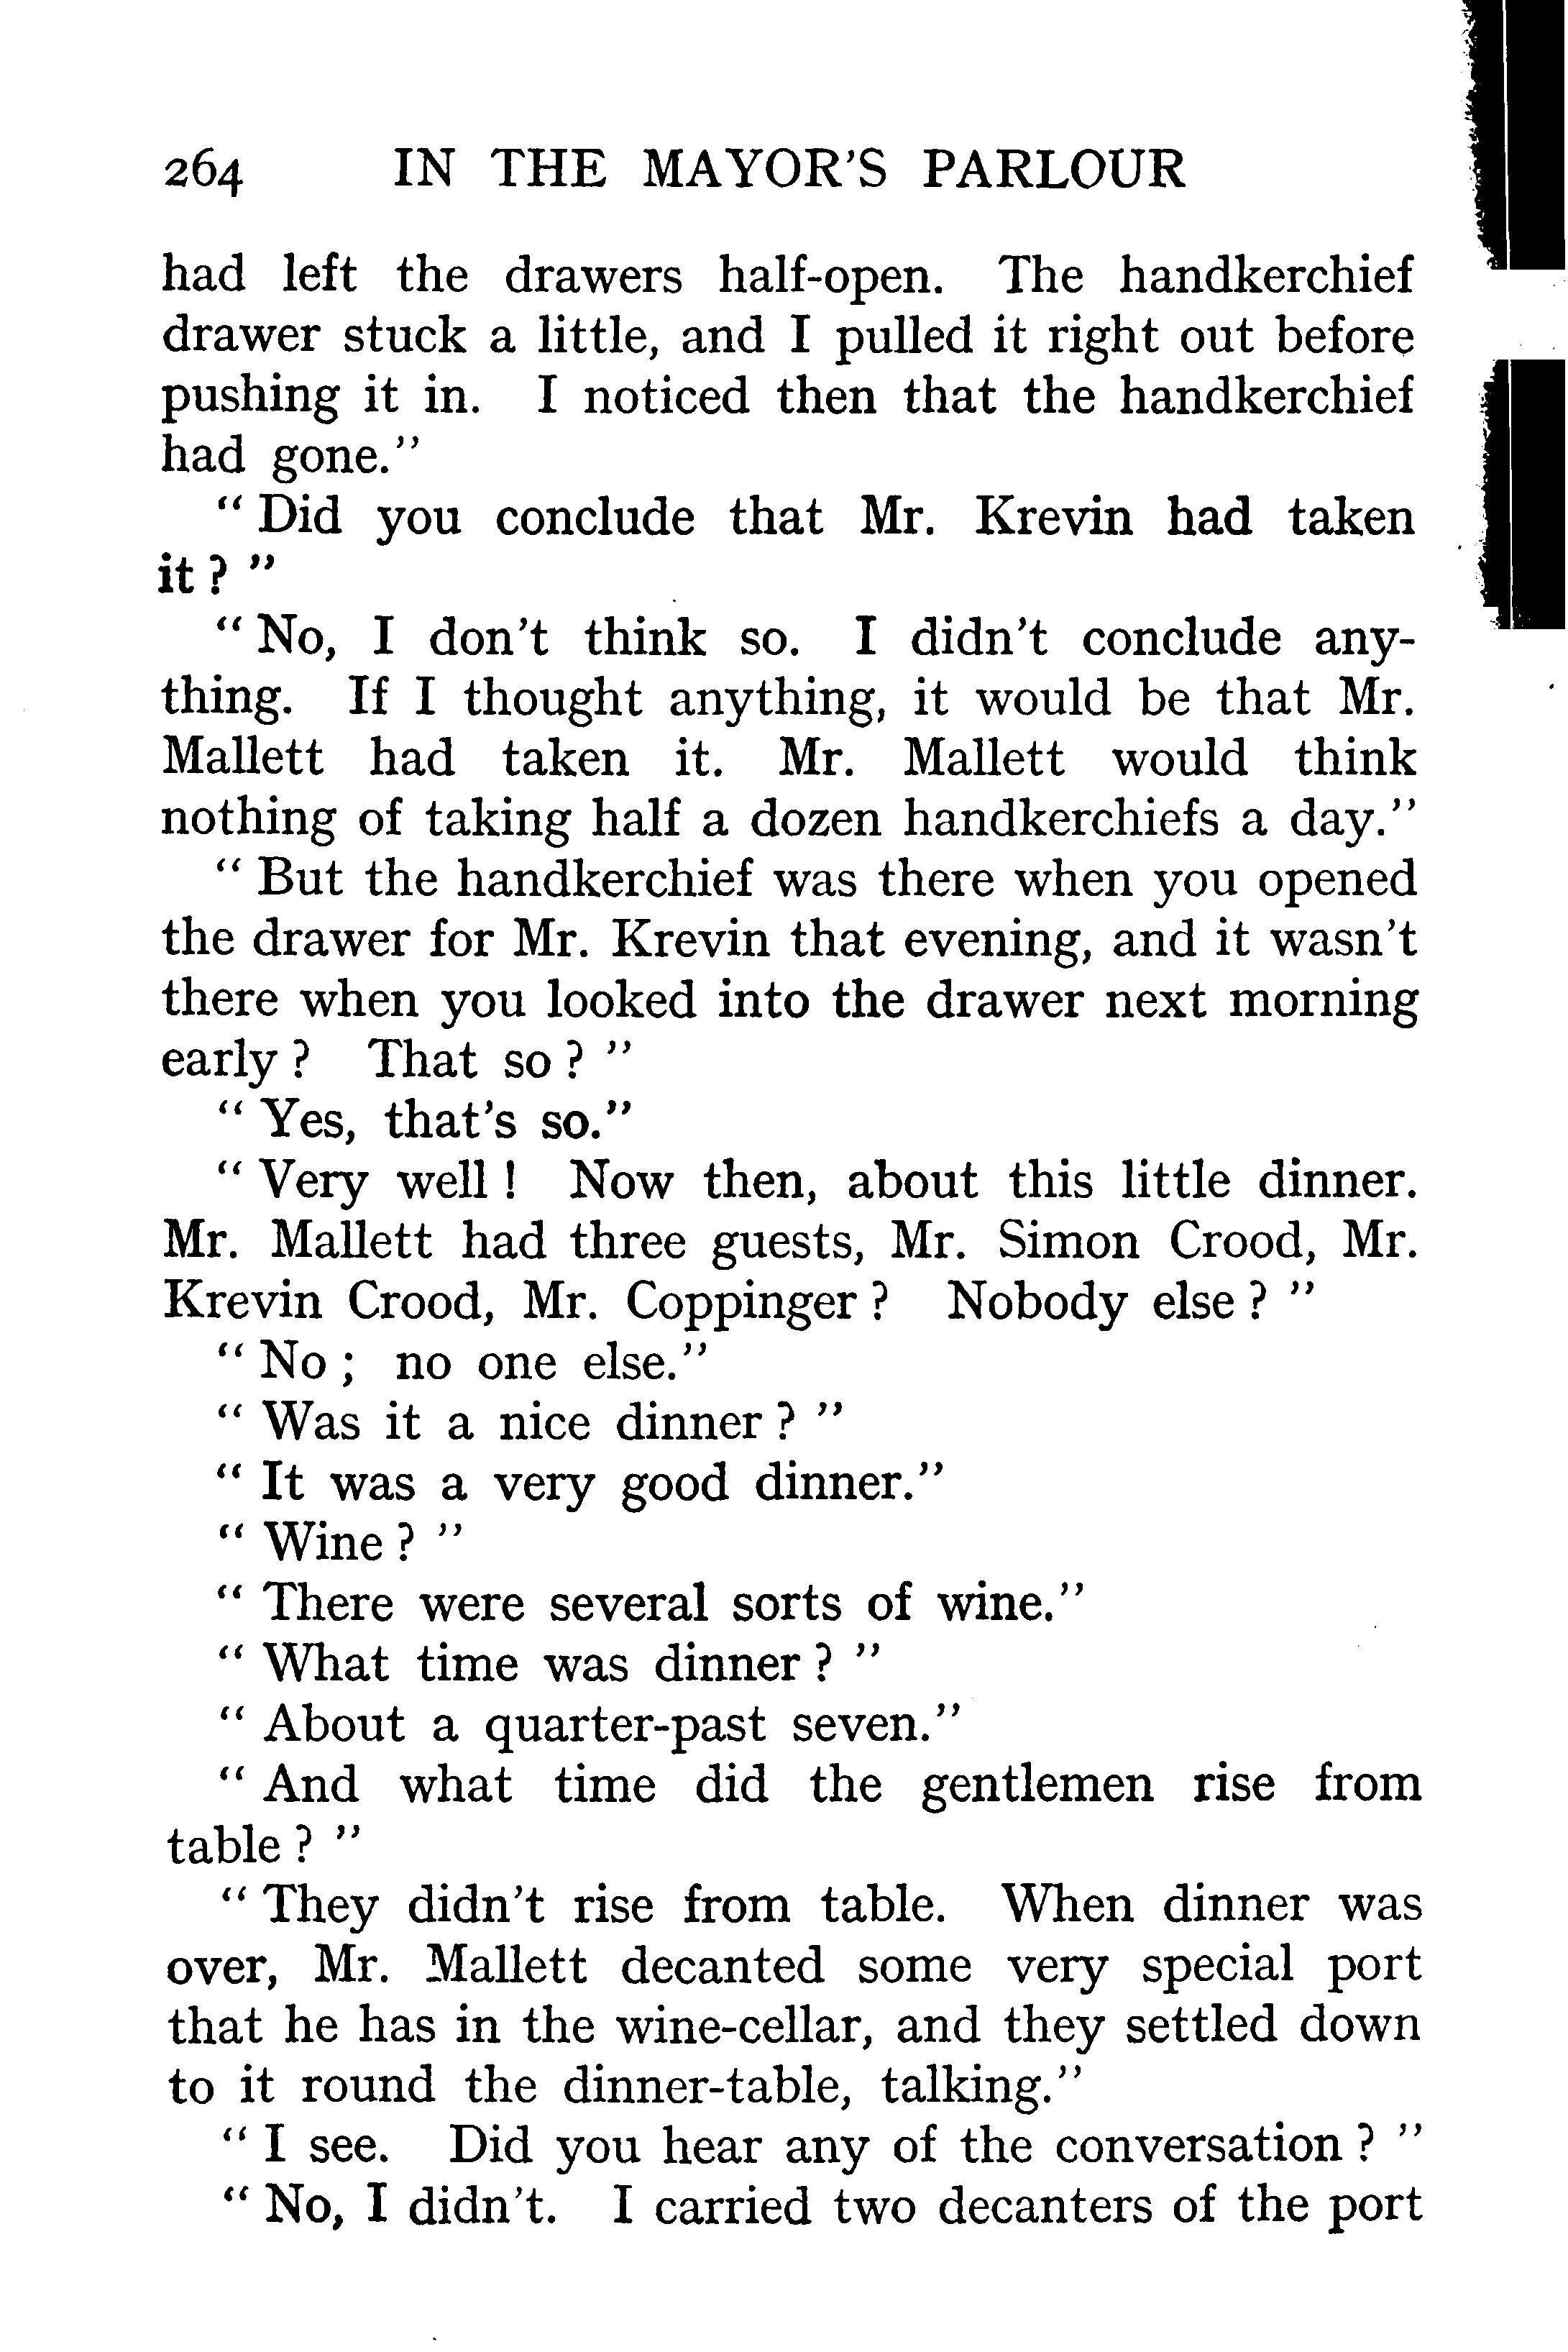 264 IN THE MAYOR'S PARLOUR
had left the drawers half-open. The handkerchief
drawer stuck a little, and I pulled it right out before
pushing it in. I noticed then that the handkerchief
had gone."
" Did you conclude that Mr. Krevin had taken
it ? "
" No, I don't think so. I didn't conclude any-
thing. If I thought anything, it would be that Mr.
Mallett had taken it. Mr. Mallett would think
nothing of taking half a dozen handkerchiefs a day."
" But the handkerchief was there when you opened
the drawer for Mr. Krevin that evening, and it wasn't
there when you looked into the drawer next morning
early ? That so ? "
" Yes, that's so."
" Very well ! Now then, about this little dinner.
Mr. Mallett had three guests, Mr. Simon Crood, Mr.
Krevin Crood, Mr. Coppinger ? Nobody else ? "
" No ; no one else."
" Was it a nice dinner ? "
" It was a very good dinner."
" Wine ? "
" There were several sorts of wine."
" What time was dinner ? "
" About a quarter-past seven."
" And what time did the gentlemen rise from
table ? "
" They didn't rise from table. When dinner was
over, Mr. Mallett decanted some very special port
that he has in the wine-cellar, and they settled down
to it round the dinner-table, talking."
" I see. Did you hear any of the conversation ? "
" No, I didn't. I carried two decanters of the port